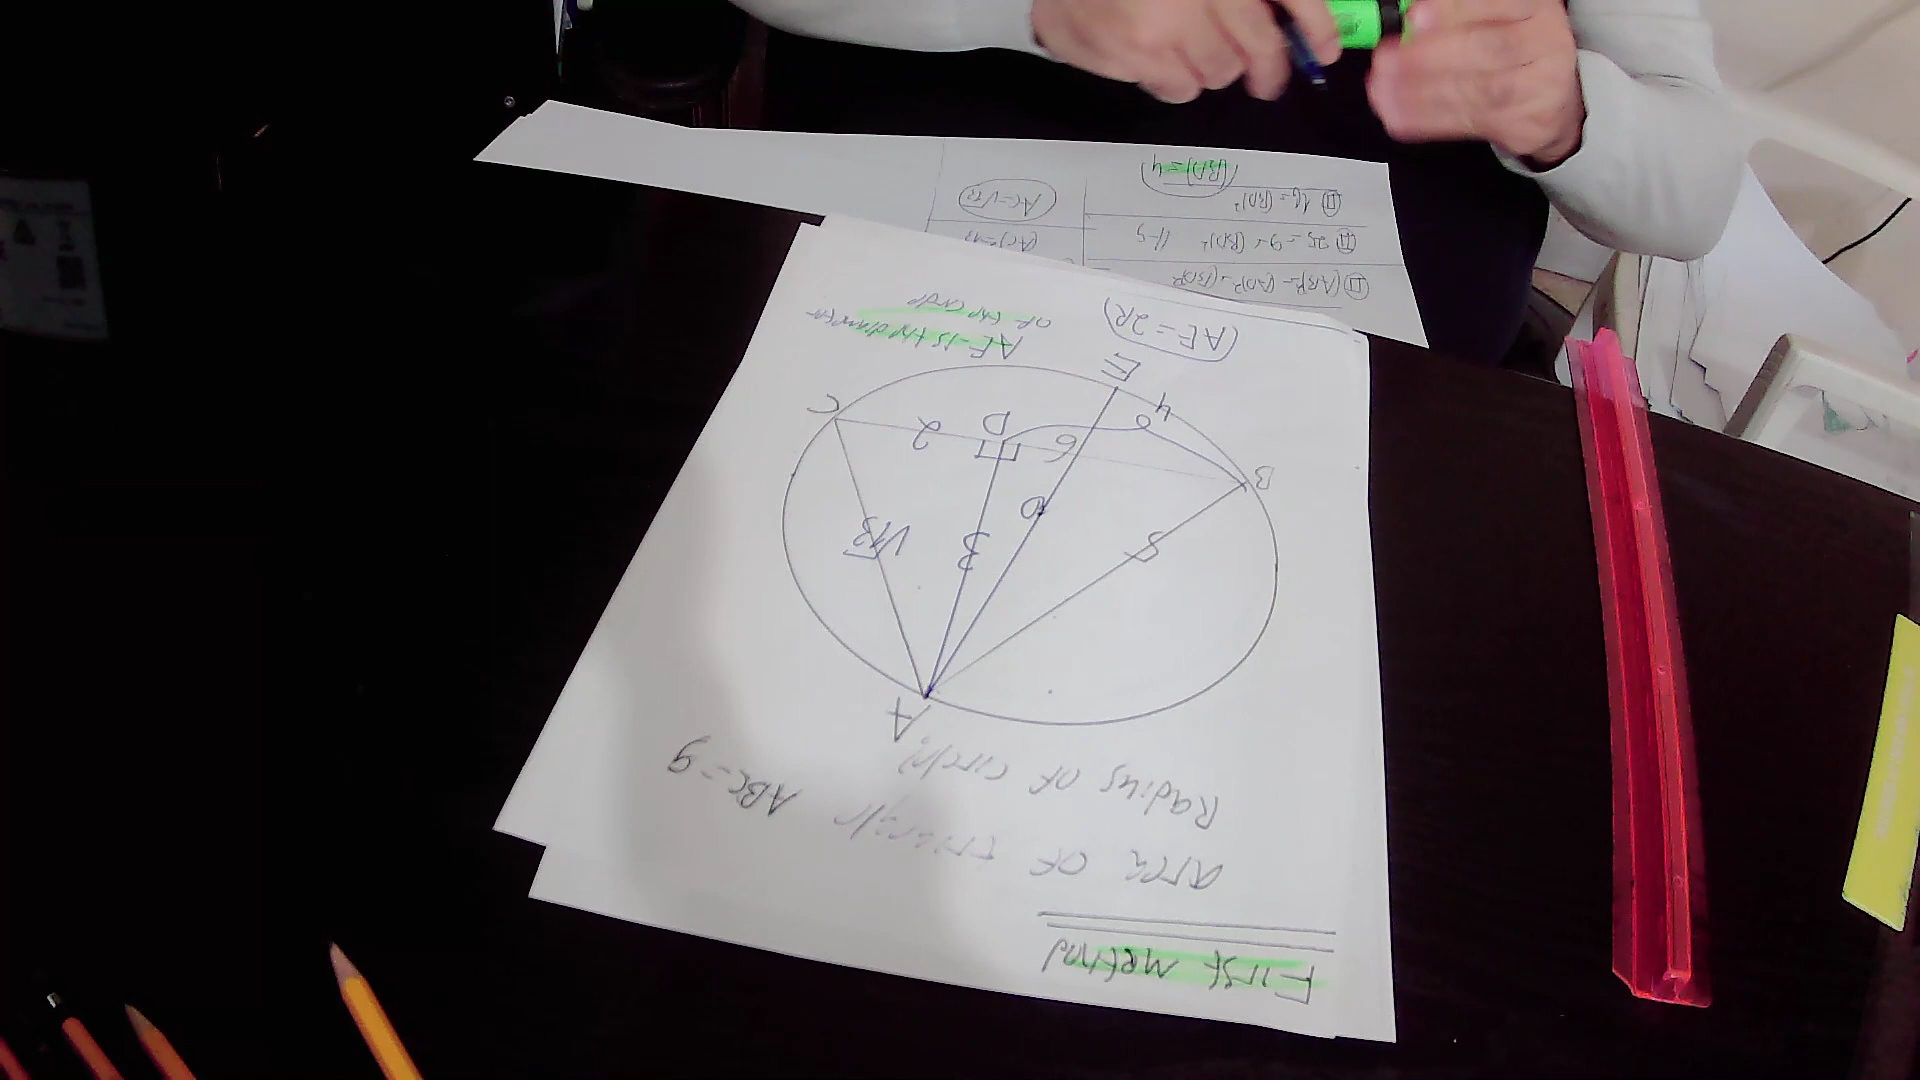 First method
area of triangle ABC = 9
Radius of circle?
A
√13
3
5
O
B
2
D
6
4
C
E
(AE = 2R)
AE - is the diameter
of the circle
(AB)² = (AD)² + (BD)²
25 = 9 + (BD)²
16 = (BD)²
(BD) = 4
AC = √13